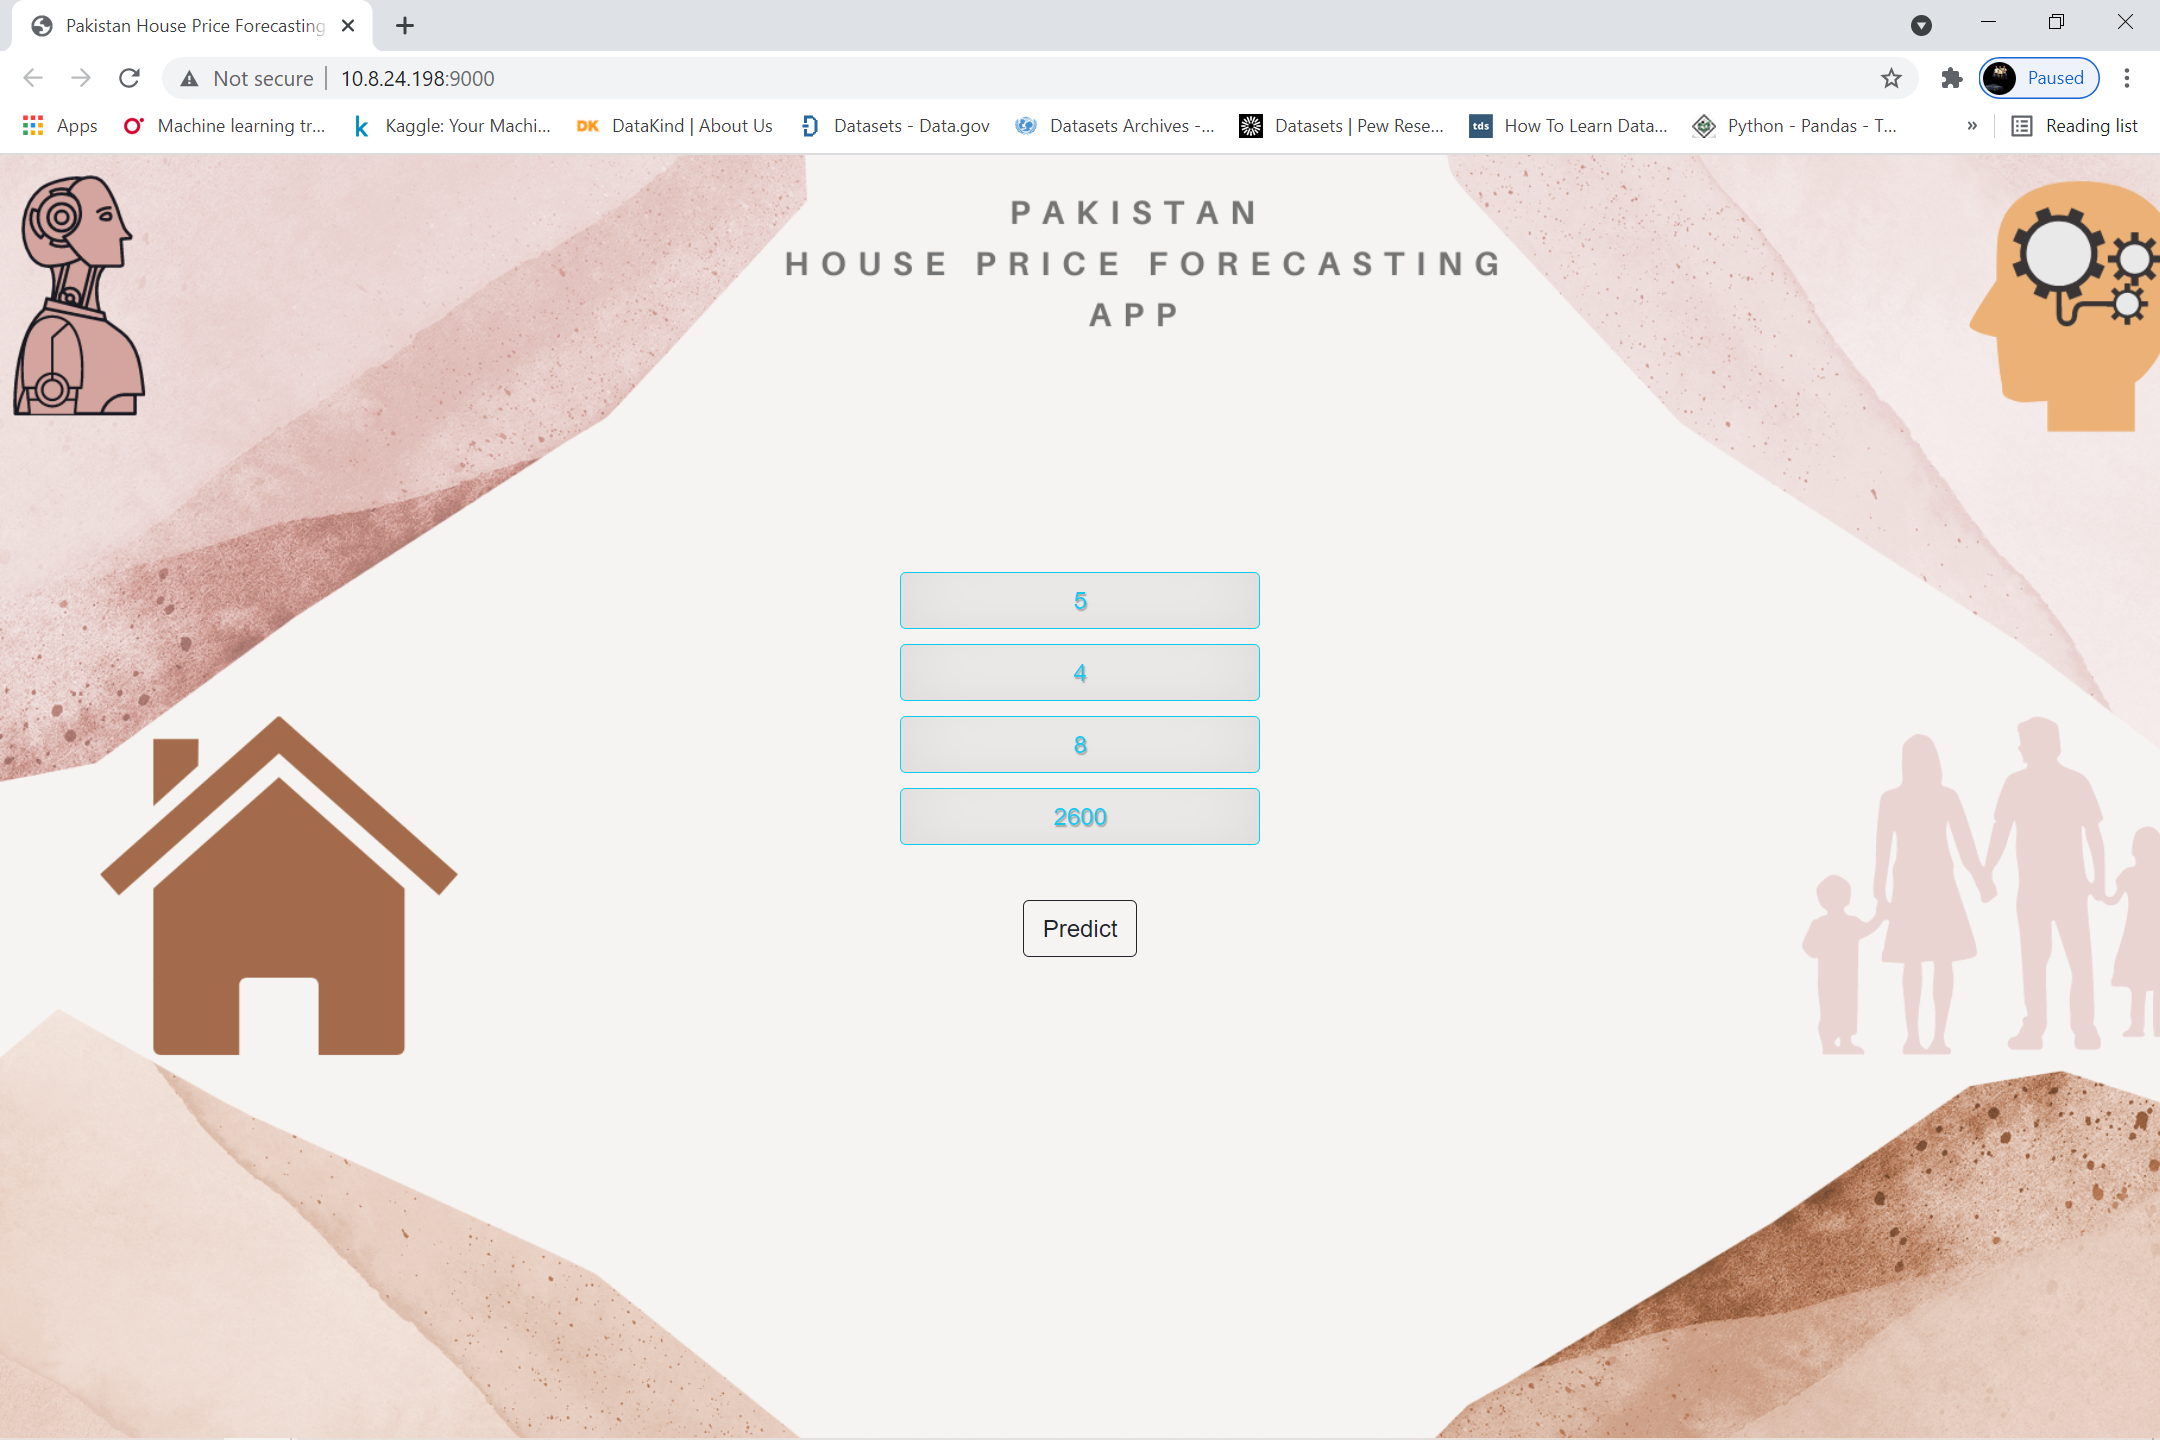 Pakistan House Price Forecasting
Not secure | 10.8.24.198:9000
Paused
Apps
Machine learning tr...
k Kaggle: Your Machi...
DK DataKind | About Us
Datasets - Data.gov
Datasets Archives -...
Datasets | Pew Rese...
tds How To Learn Data...
Python - Pandas - T...
»
Reading list
PAKISTAN
HOUSE PRICE FORECASTING
APP
5
4
8
2600
Predict